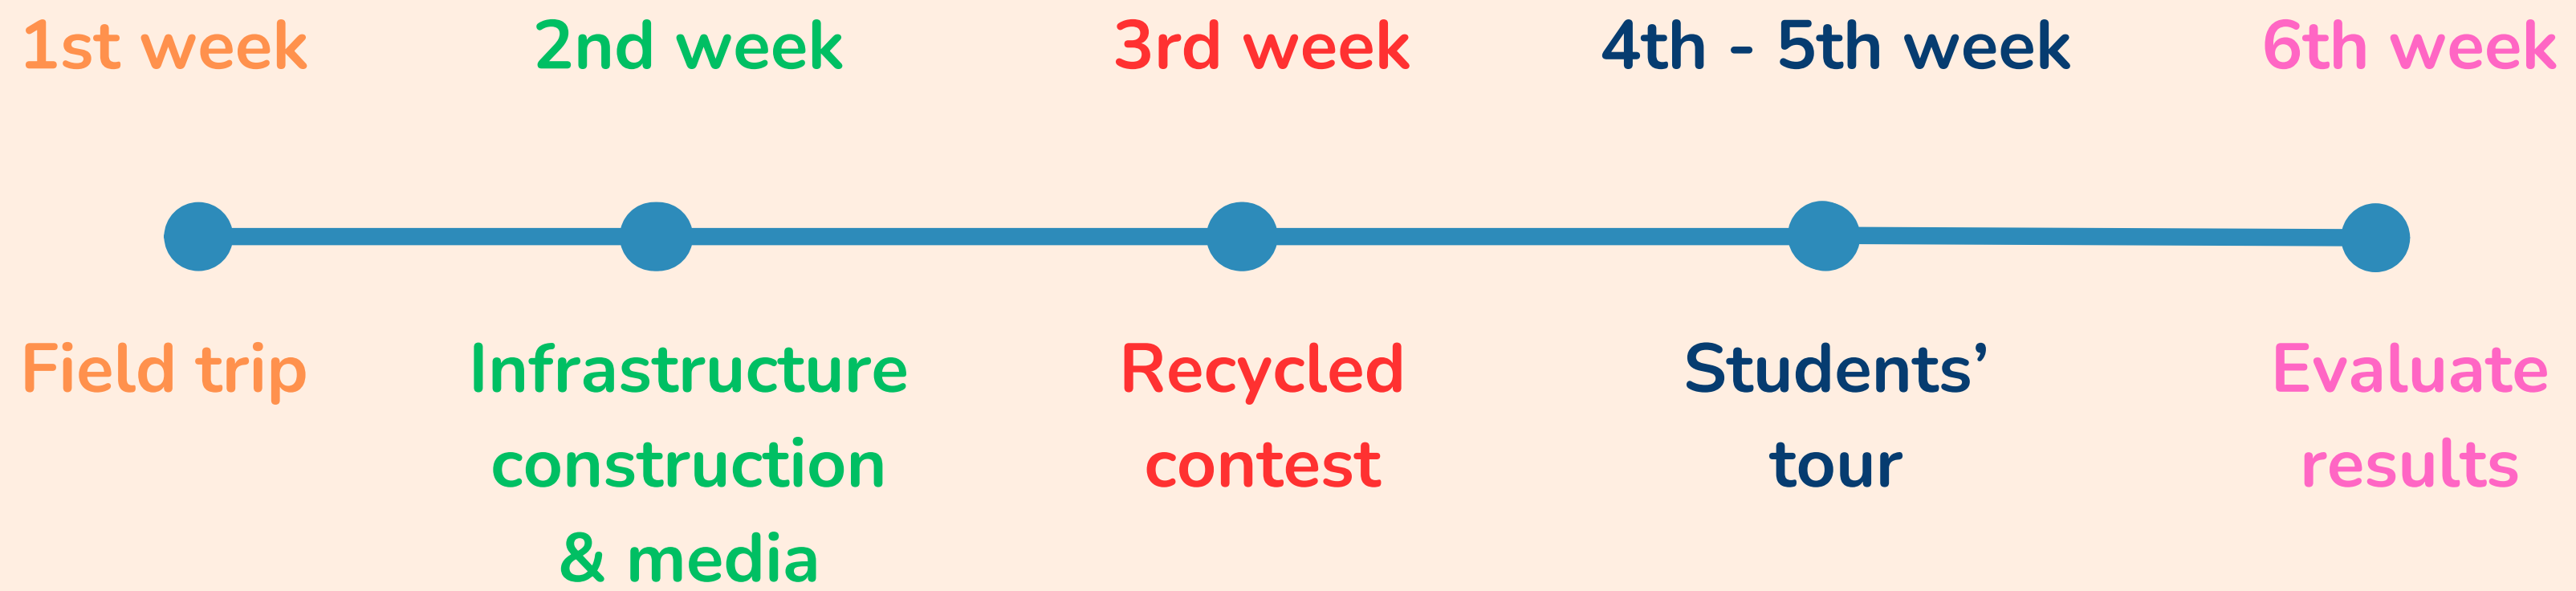 1st week
2nd week
3rd week
4th - 5th week
6th week
Field trip
Infrastructure
construction
& media
Recycled
contest
Students’
tour
Evaluate
results